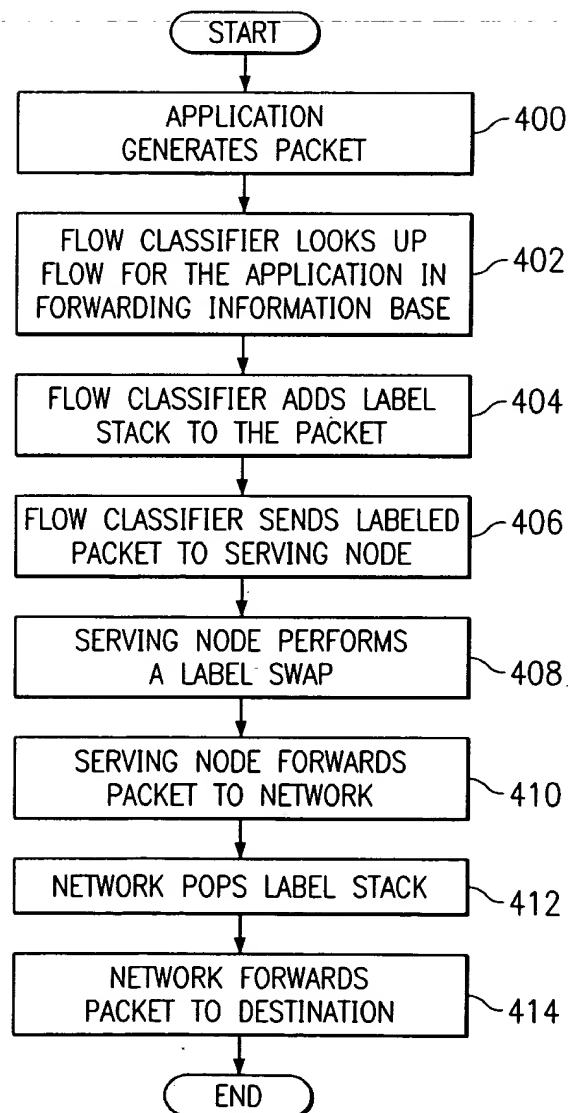 START
APPLICATION
GENERATES PACKET
400
FLOW CLASSIFIER LOOKS UP
FLOW FOR THE APPLICATION IN
FORWARDING INFORMATION BASE
402
FLOW CLASSIFIER ADDS LABEL
STACK TO THE PACKET
404
FLOW CLASSIFIER SENDS LABELED
PACKET TO SERVING NODE
406
SERVING NODE PERFORMS
A LABEL SWAP
408
SERVING NODE FORWARDS
PACKET TO NETWORK
410
NETWORK POPS LABEL STACK
412
NETWORK FORWARDS
PACKET TO DESTINATION
414
END